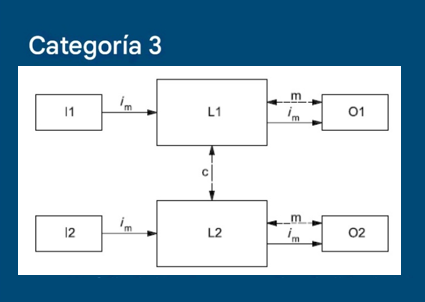 Categoría 3
I1 im L1 m im O1
c
I2 im L2 m im O2